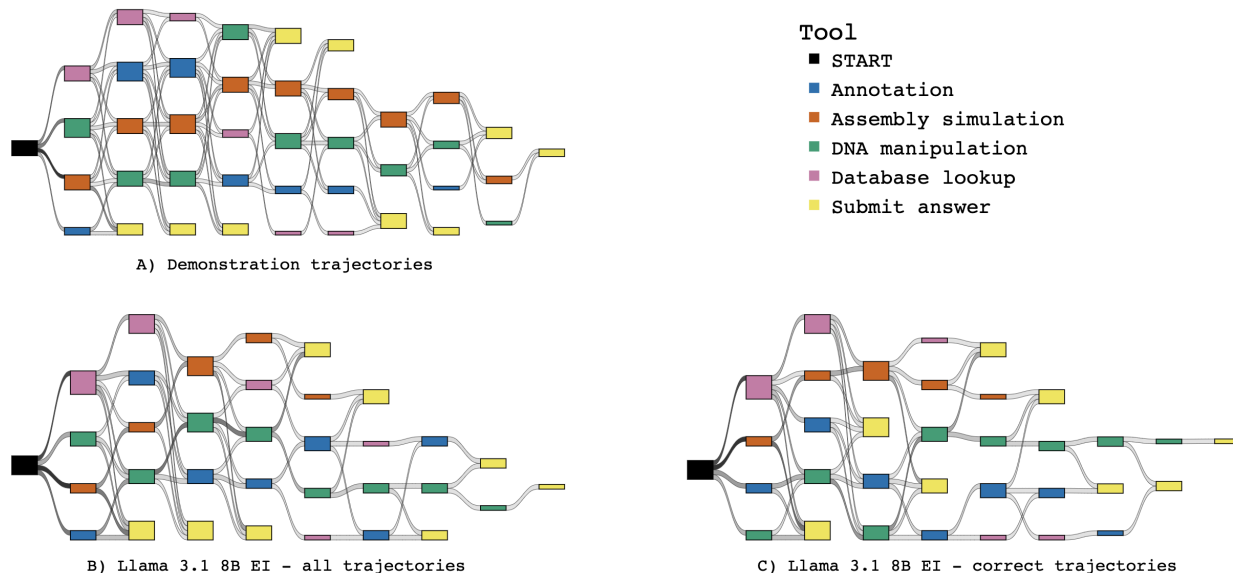 Tool
START
Annotation
Assembly simulation
DNA manipulation
Database lookup
Submit answer
A) Demonstration trajectories
B) Llama 3.1 8B EI - all trajectories
C) Llama 3.1 8B EI - correct trajectories